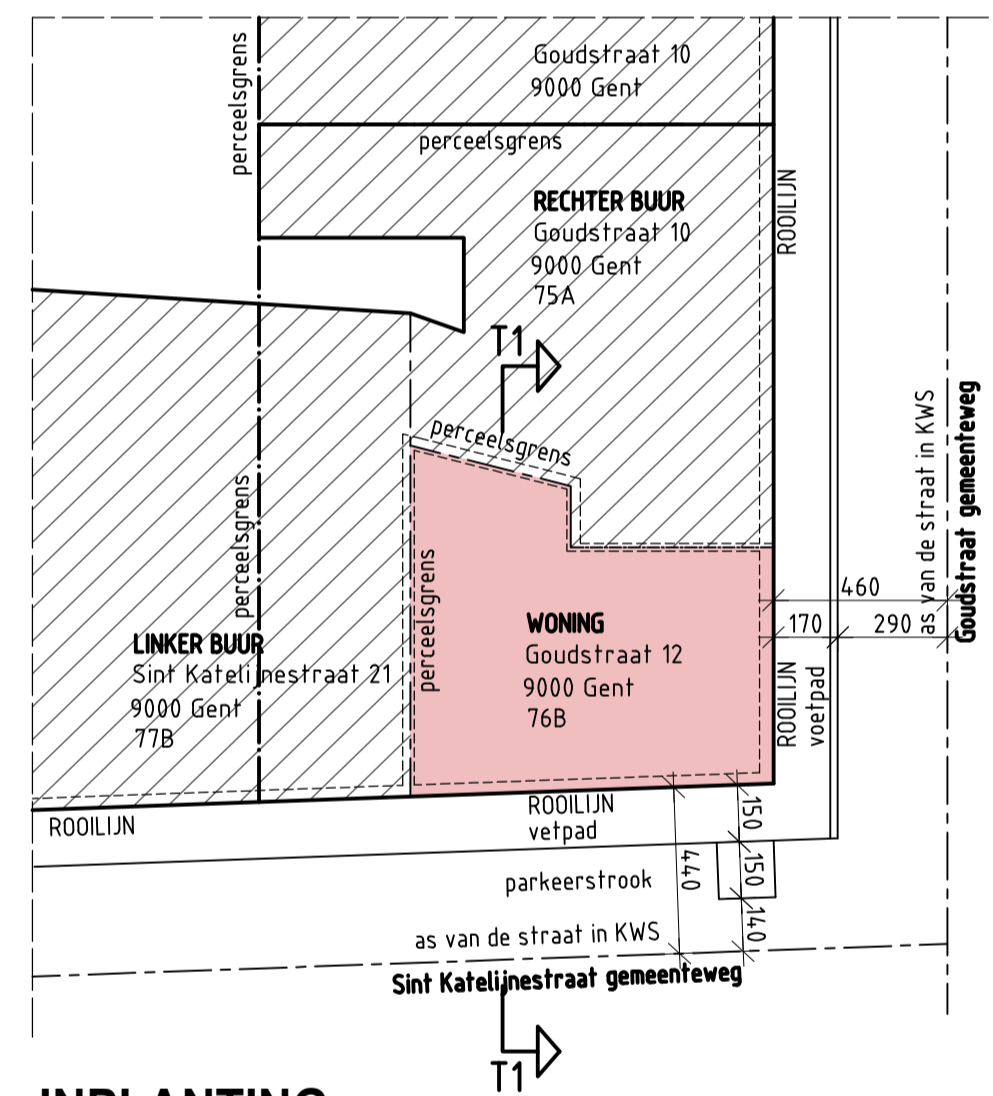 perceelsgrens
Goudstraat 10
9000 Gent
perceelsgrens
RECHTER BUUR
Goudstraat 10
9000 Gent
75A
ROOILIJN
T1
perceelsgrens
perceelsgrens
perceelsgrens
LINKER BUUR
Sint Katelijnestraat 21
9000 Gent
77B
WONING
Goudstraat 12
9000 Gent
76B
460
170
290
as van de straat in KWS
Goudstraat gemeenteweg
ROOILIJN
voetpad
ROOILIJN
ROOILIJN
vetpad
150
parkeerstrook
440
150
140
as van de straat in KWS
Sint Katelijnestraat gemeenteweg
T1
INPLANTING